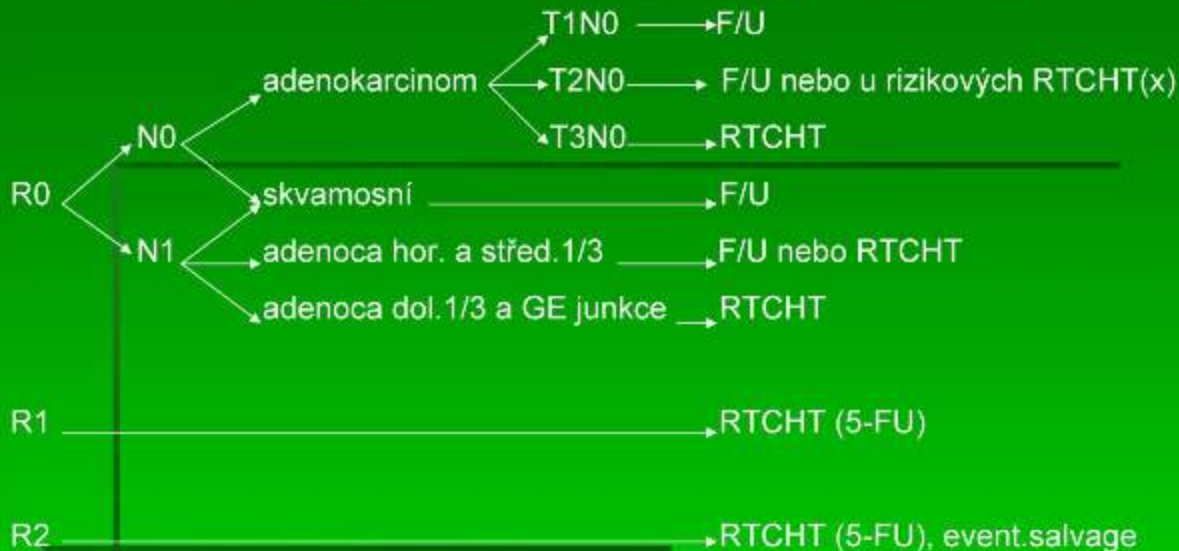 T1N0 F/U
adenokarcinom T2N0 F/U nebo u rizikových RTCHT(x)
N0 T3N0 RTCHT
R0 skvamosní F/U
N1 adenoca hor. a střed.1/3 F/U nebo RTCHT
adenoca dol.1/3 a GE junkce RTCHT
R1 RTCHT (5-FU)
R2 RTCHT (5-FU), event.salvage